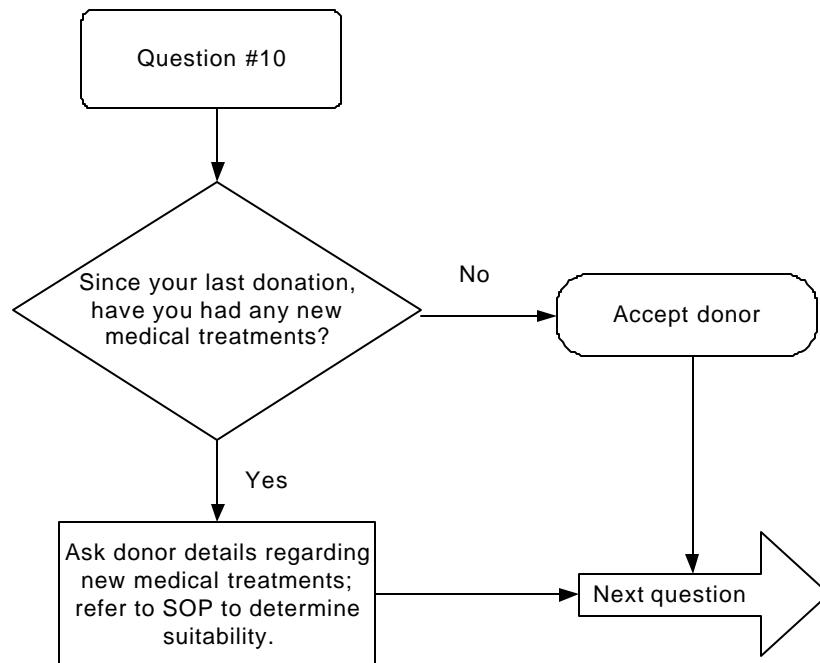 Question #10
Since your last donation,
have you had any new
medical treatments?
No
Accept donor
Yes
Ask donor details regarding
new medical treatments;
refer to SOP to determine
suitability.
Next question